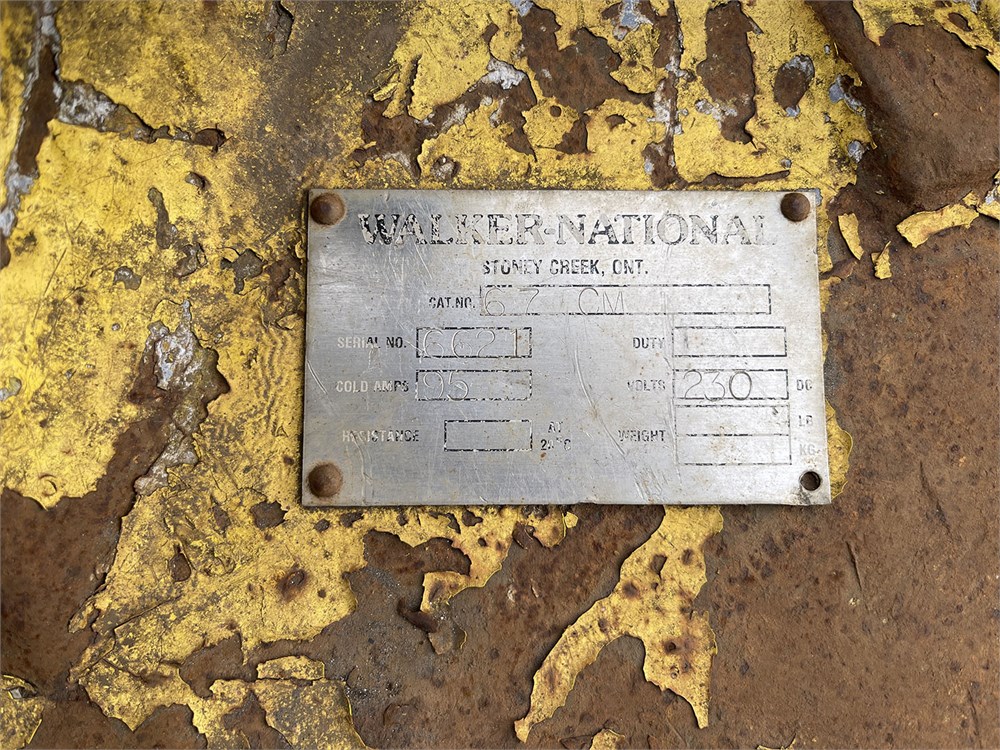 WALKER-NATIONAL
STONEY CREEK, ONT.
CAT.NO. 67 CM
SERIAL NO. 6621 DUTY
COLD AMPS 95 VOLTS 230 DC
LB
RESISTANCE AT 25°C WEIGHT
KG